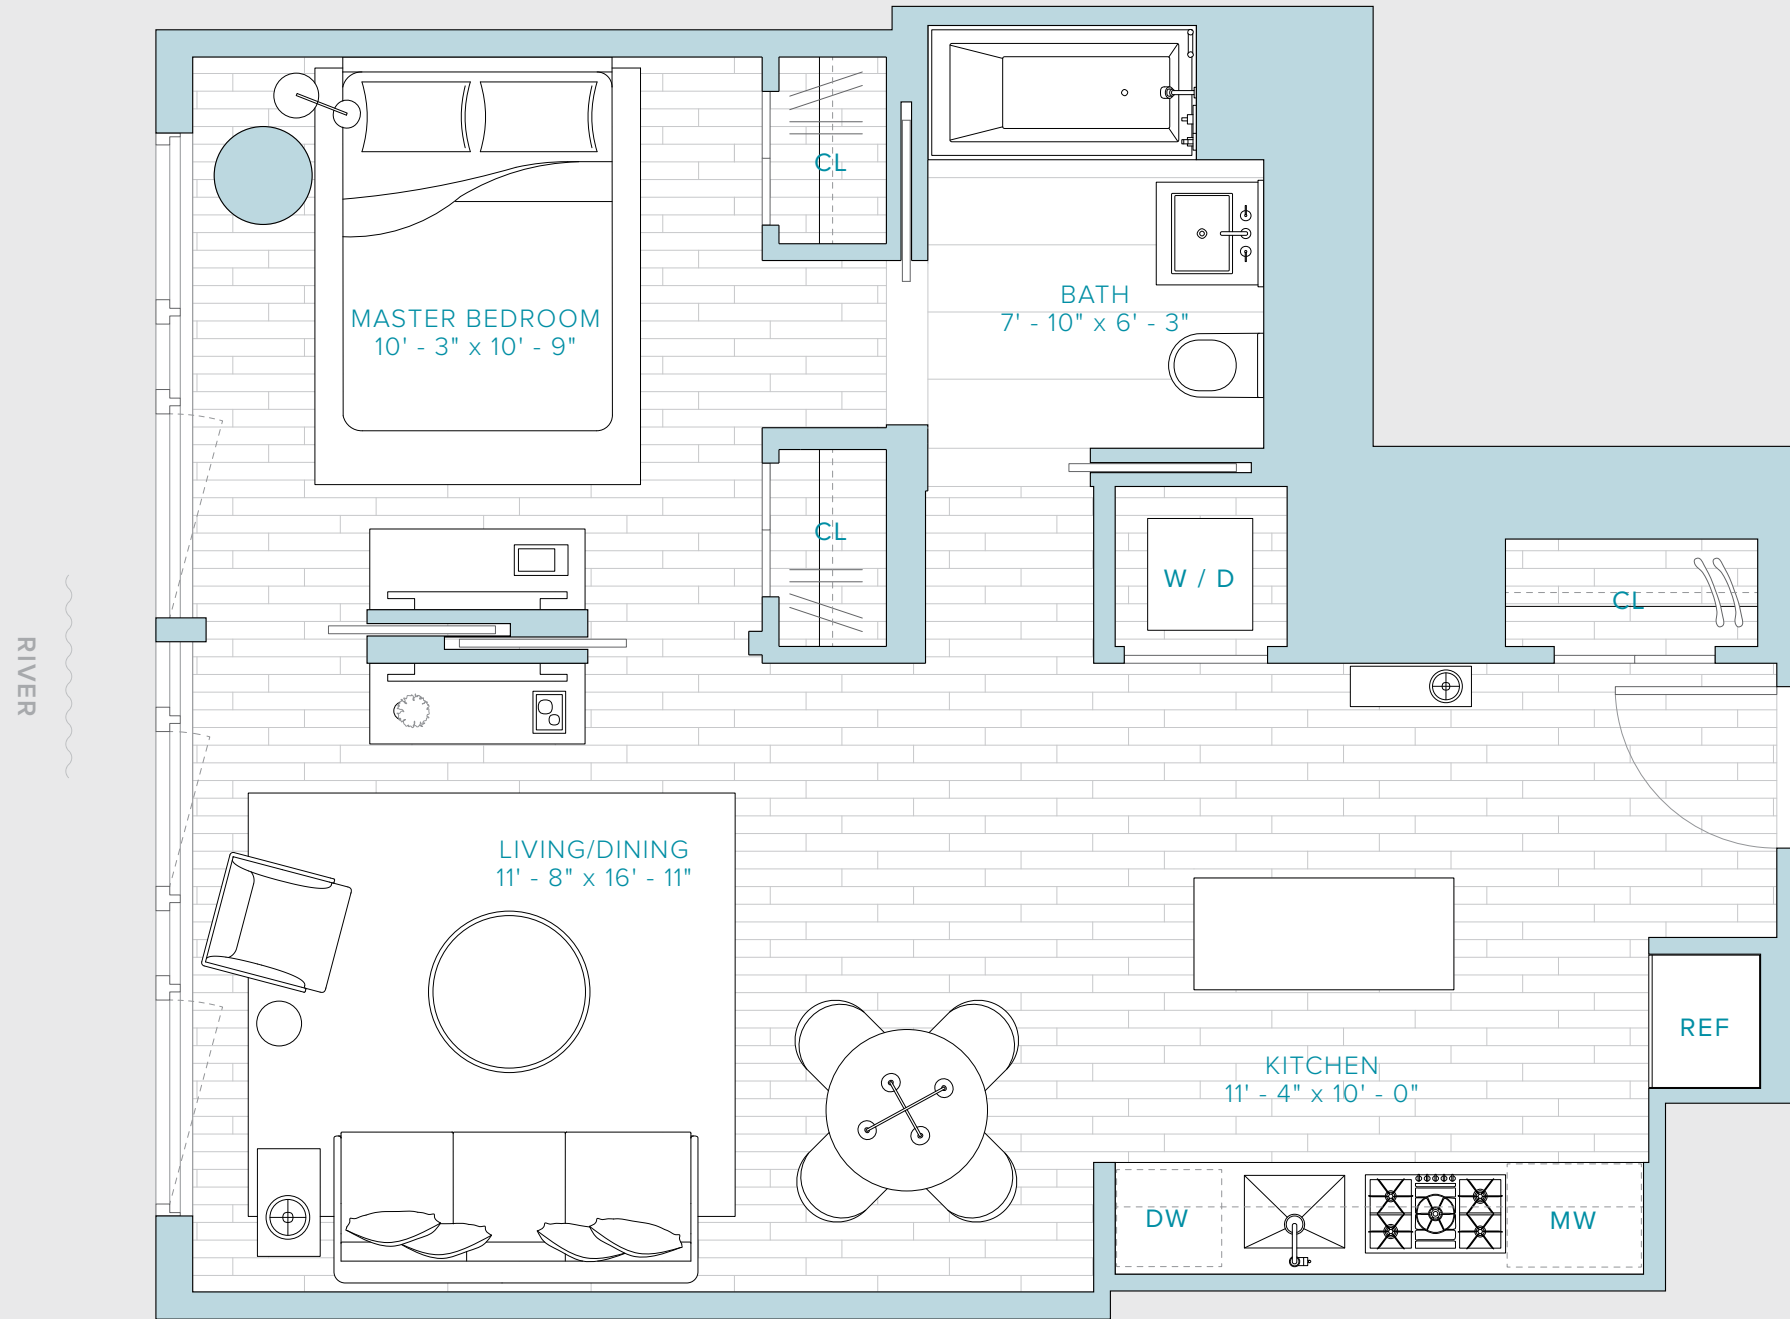 CL
BATH
7' - 10" x 6' - 3"
MASTER BEDROOM
10' - 3" x 10' - 9"
CL
W / D
CL
RIVER
LIVING/DINING
11' - 8" x 16' - 11"
REF
KITCHEN
11' - 4" x 10' - 0"
DW
MW